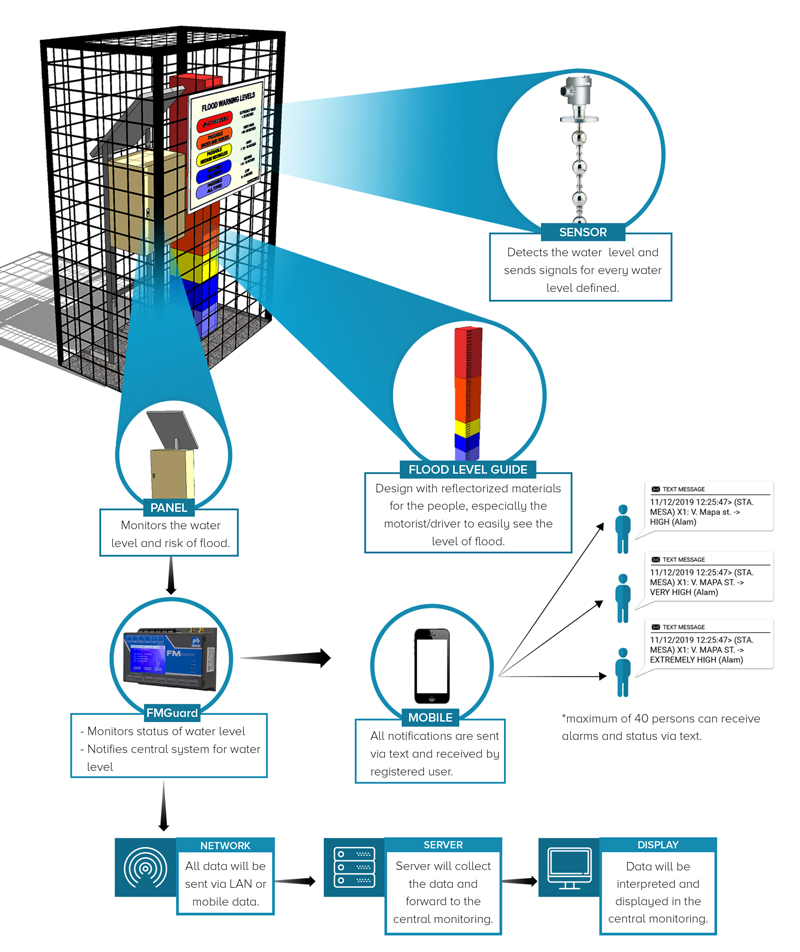 FLOOD WARNING LEVELS
SENSOR
Detects the water level and
sends signals for every water
level defined.
FLOOD LEVEL GUIDE
Design with reflectorized materials
for the people, especially the
motorist/driver to easily see the
level of flood.
PANEL
Monitors the water
level and risk of flood.
TEXT MESSAGE
11/12/2019 12:25:47> (STA.
MESA) X1: V. Mapa st. ->
HIGH (Alam)
TEXT MESSAGE
11/12/2019 12:25:47> (STA.
MESA) X1: V. MAPA ST. ->
VERY HIGH (Alam)
TEXT MESSAGE
11/12/2019 12:25:47> (STA.
MESA) X1: V. MAPA ST. ->
EXTREMELY HIGH (Alam)
*maximum of 40 persons can receive
alarms and status via text.
FM
FMGuard
- Monitors status of water level
- Notifies central system for water
level
MOBILE
All notifications are sent
via text and received by
registered user.
NETWORK
All data will be
sent via LAN or
mobile data.
SERVER
Server will collect
the data and
forward to the
central monitoring.
DISPLAY
Data will be
interpreted and
displayed in the
central monitoring.